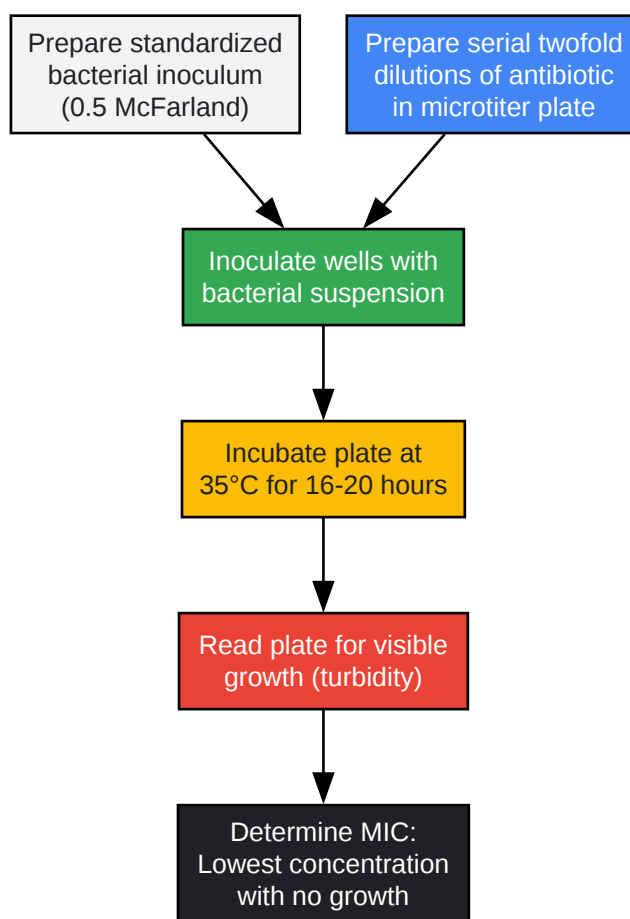 Prepare standardized
bacterial inoculum
(0.5 McFarland)
Prepare serial twofold
dilutions of antibiotic
in microtiter plate
Inoculate wells with
bacterial suspension
Incubate plate at
35°C for 16-20 hours
Read plate for visible
growth (turbidity)
Determine MIC:
Lowest concentration
with no growth